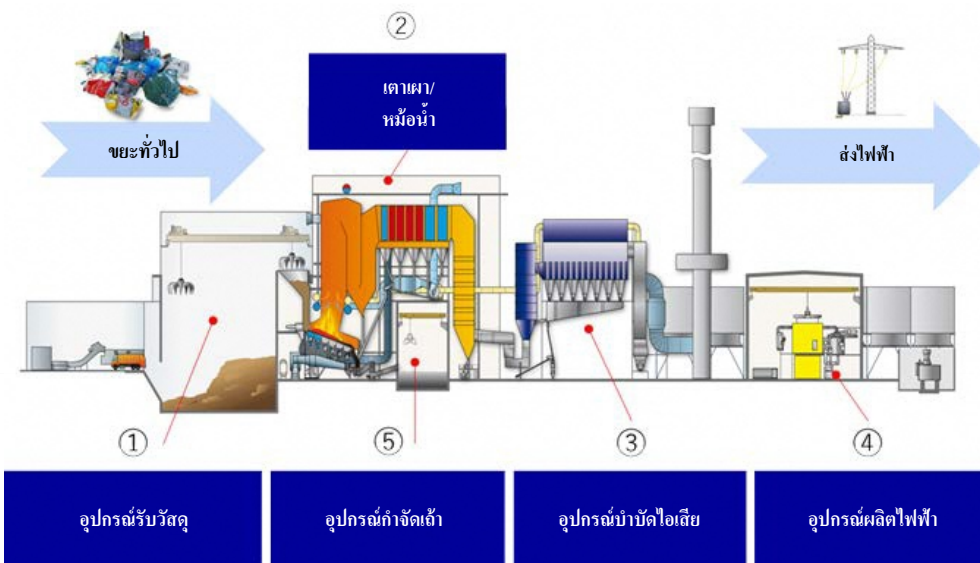 ②
เตาเผา/
หม้อน้ำ
ขยะทั่วไป
ส่งไฟฟ้า
①
⑤
③
④
อุปกรณ์รับวัสดุ
อุปกรณ์กำจัดเถ้า
อุปกรณ์บำบัดไอเสีย
อุปกรณ์ผลิตไฟฟ้า